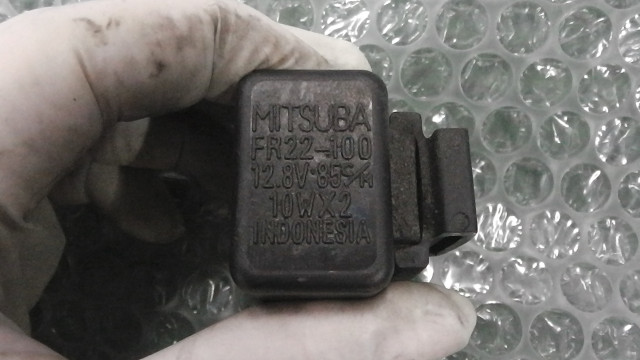 MITSUBA
FR22-100
12.8V·85c/m
10WX2
INDONESIA